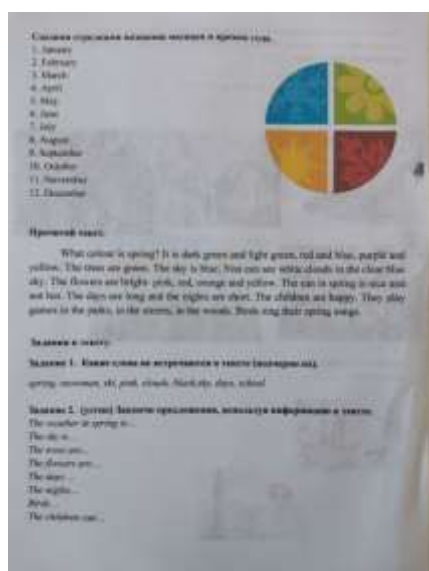 Соедини стрелками названия месяцев и времен года.
1. January
2. February
3. March
4. April
5. May
6. June
7. July
8. August
9. September
10. October
11. November
12. December
Прочитай текст.
What colour is spring? It is dark green and light green, red and blue, purple and
yellow. The trees are green. The sky is blue. You can see white clouds in the clear blue
sky. The flowers are bright- pink, red, orange and yellow. The sun in spring is nice and
not hot. The days are long and the nights are short. The children are happy. They play
games in the parks, in the streets, in the woods. Birds sing their spring songs.
Задания к тексту.
Задание 1. Какие слова не встречаются в тексте (подчеркни их).
spring, snowman, ski, pink, clouds, black, days, school
Задание 2. (устно) Закончи предложения, используя информацию в тексте.
The weather in spring is...
The sky is...
The trees are...
The flowers are...
The days ...
The nights...
Birds...
The children can...